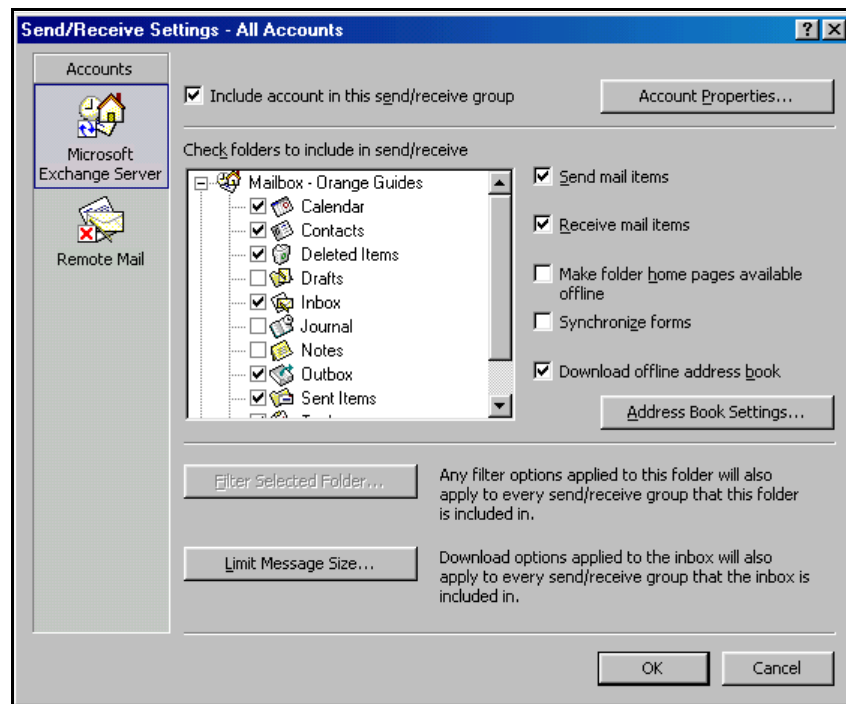 Send/Receive Settings - All Accounts
Accounts
Microsoft
Exchange Server
Remote Mail
Include account in this send/receive group
Account Properties...
Check folders to include in send/receive
Mailbox - Orange Guides
Calendar
Contacts
Deleted Items
Drafts
Inbox
Journal
Notes
Outbox
Sent Items
Send mail items
Receive mail items
Make folder home pages available
offline
Synchronize forms
Download offline address book
Address Book Settings...
Filter Selected Folder...
Any filter options applied to this folder will also
apply to every send/receive group that this folder
is included in.
Limit Message Size...
Download options applied to the inbox will also
apply to every send/receive group that the inbox is
included in.
OK
Cancel